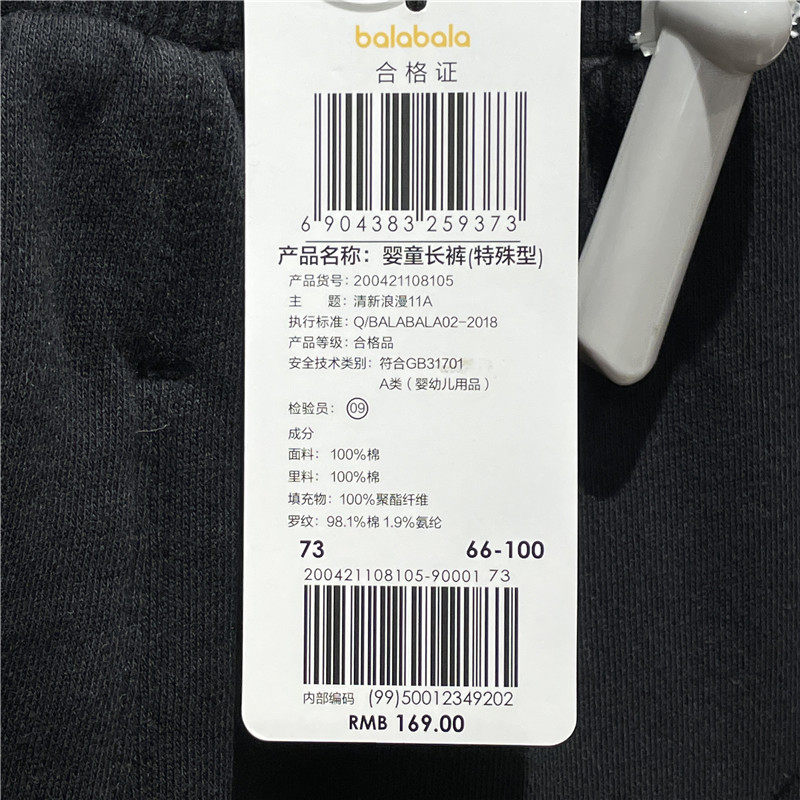 balabala
合格证
6 904383 259373
产品名称：婴童长裤(特殊型)
产品货号：200421108105
主 题：清新浪漫11A
执行标准：Q/BALABALA02-2018
产品等级：合格品
安全技术类别：符合GB31701
A类（婴幼儿用品）
检验员：09
成分
面料：100%棉
里料：100%棉
填充物：100%聚酯纤维
罗纹：98.1%棉 1.9%氨纶
73 66-100
200421108105-90001 73
内部编码 (99)50012349202
RMB 169.00